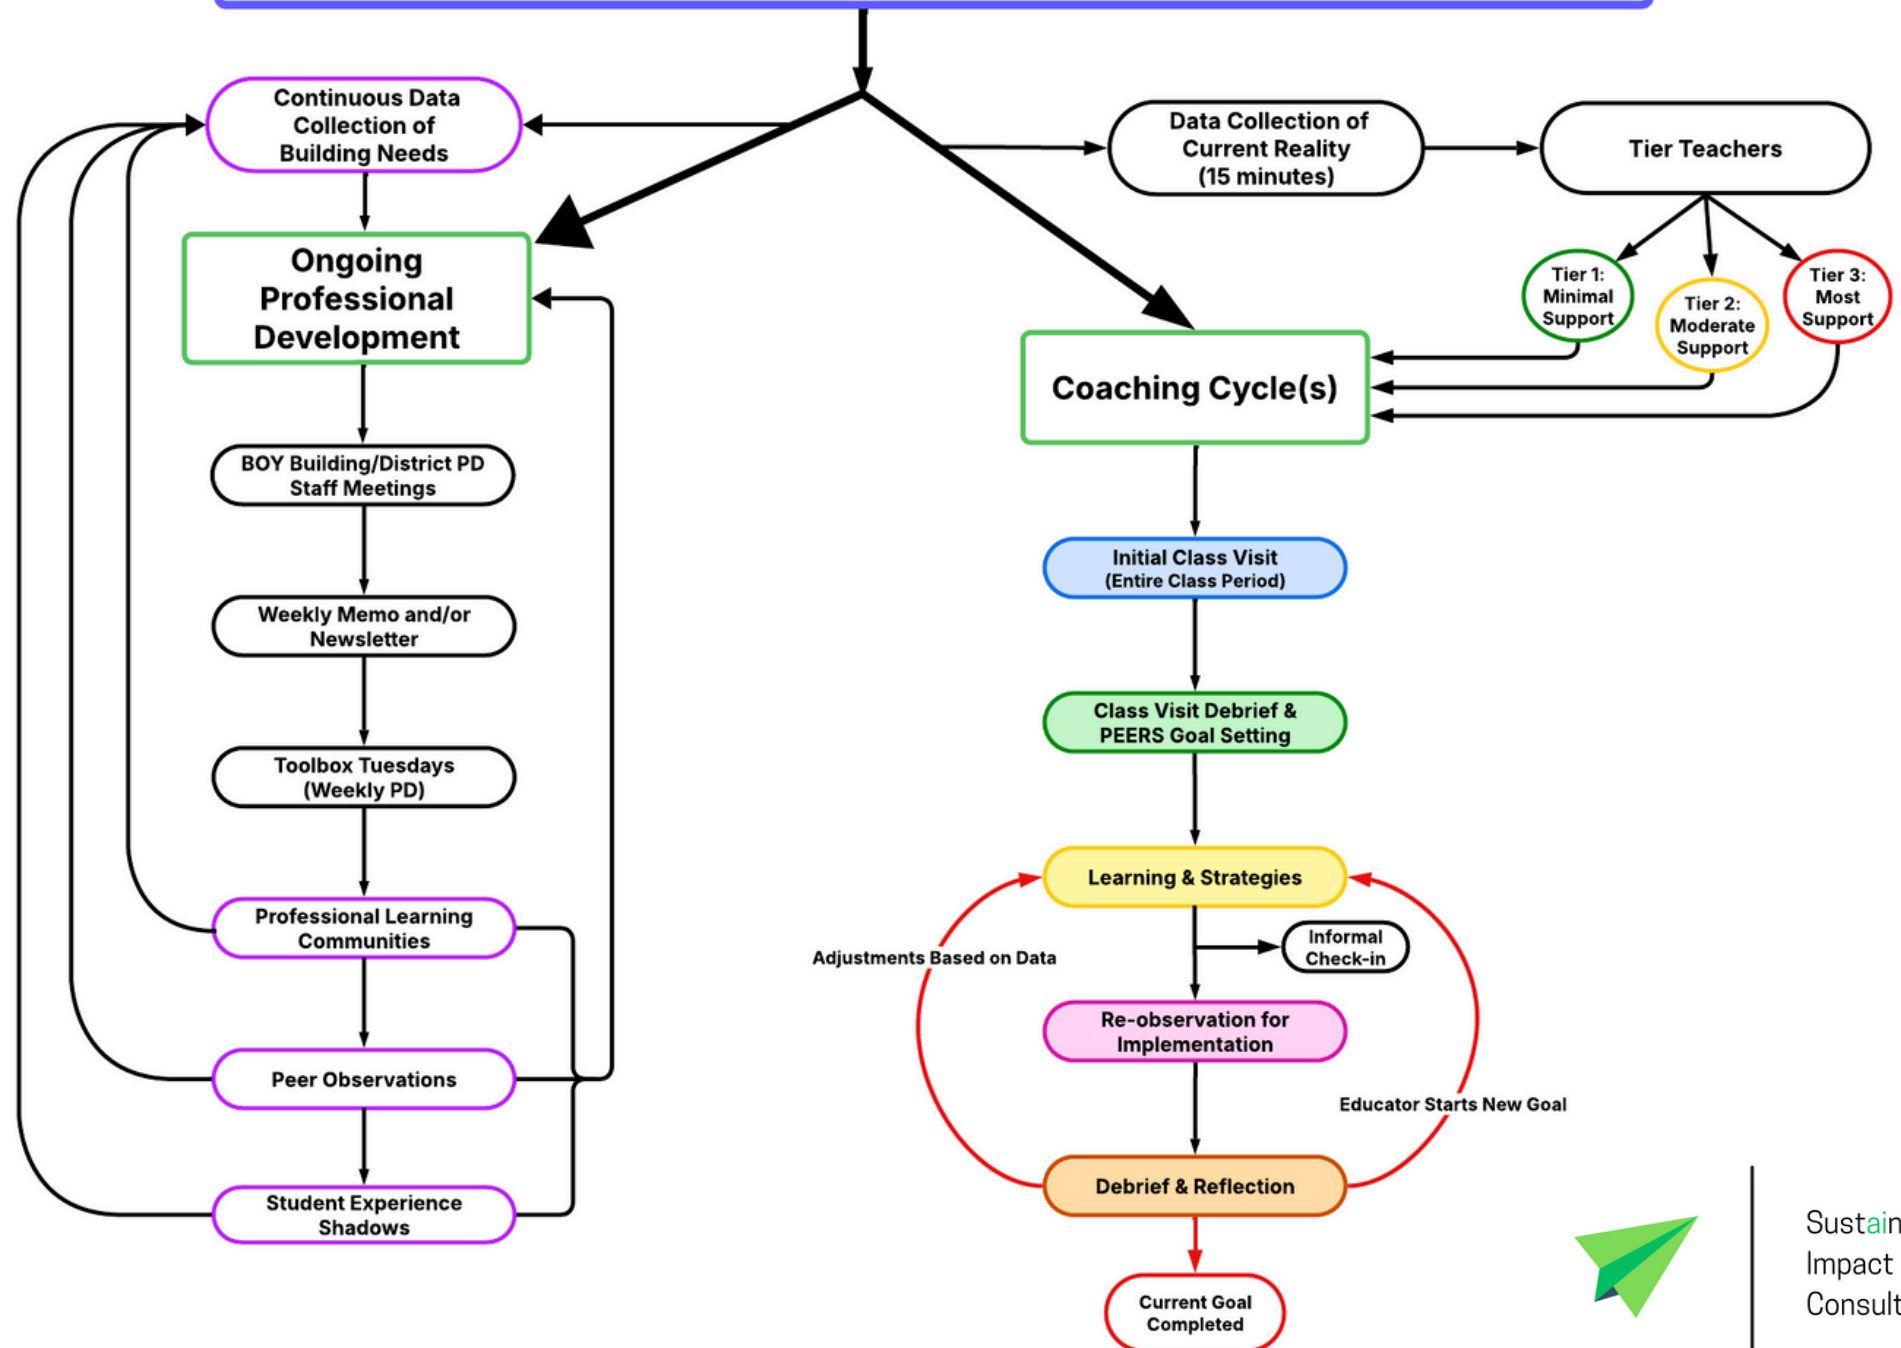 Continuous Data
Collection of
Building Needs
Data Collection of
Current Reality
(15 minutes)
Tier Teachers
Ongoing
Professional
Development
Tier 1:
Minimal
Support
Tier 2:
Moderate
Support
Tier 3:
Most
Support
Coaching Cycle(s)
BOY Building/District PD
Staff Meetings
Weekly Memo and/or
Newsletter
Toolbox Tuesdays
(Weekly PD)
Professional Learning
Communities
Peer Observations
Student Experience
Shadows
Initial Class Visit
(Entire Class Period)
Class Visit Debrief &
PEERS Goal Setting
Learning & Strategies
Informal
Check-in
Adjustments Based on Data
Re-observation for
Implementation
Educator Starts New Goal
Debrief & Reflection
Current Goal
Completed
Sustain
Impact
Consult